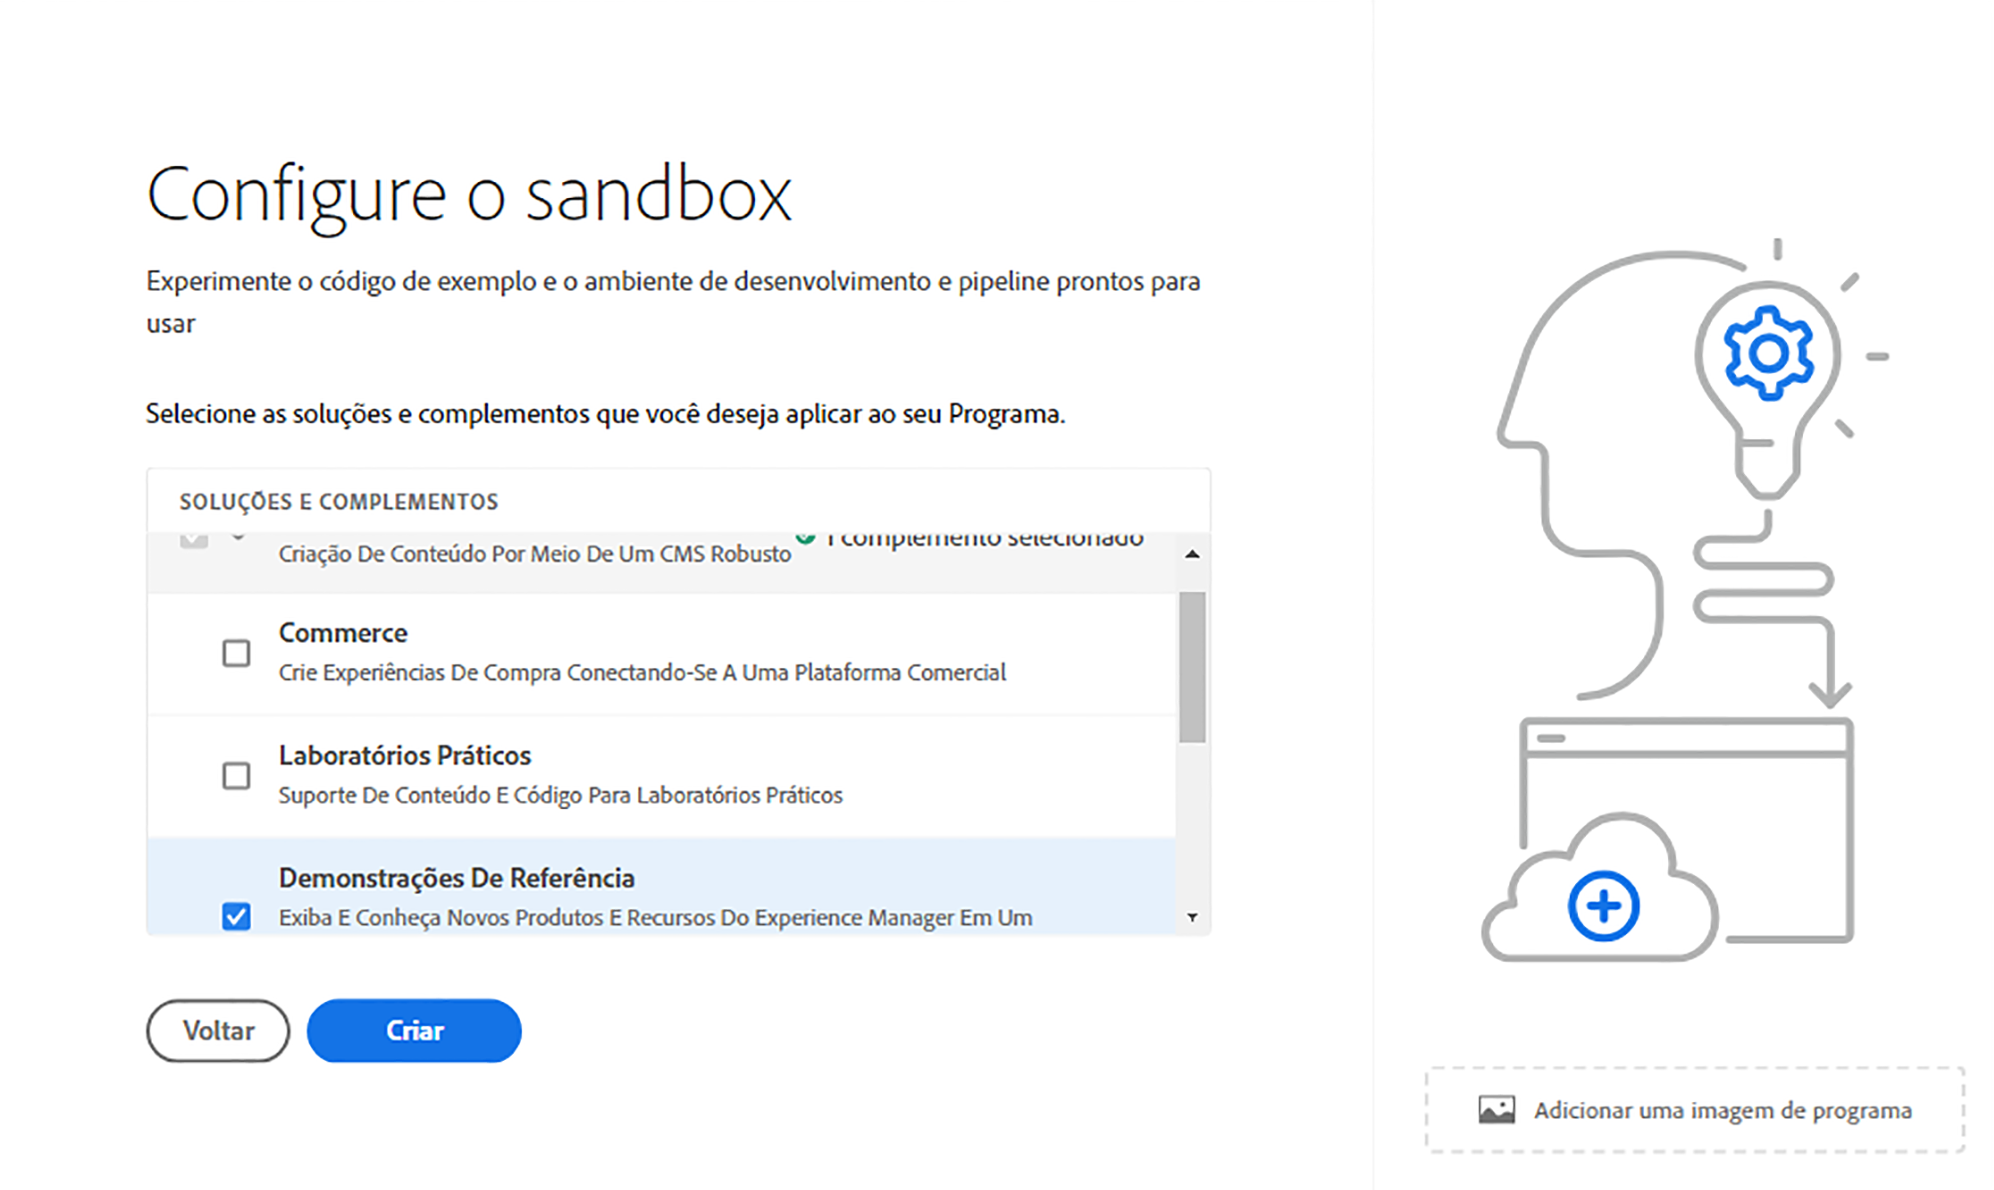 Configure o sandbox
Experimente o código de exemplo e o ambiente de desenvolvimento e pipeline prontos para
usar
Selecione as soluções e complementos que você deseja aplicar ao seu Programa.
SOLUÇÕES E COMPLEMENTOS
1 complemento selecionado
Criação De Conteúdo Por Meio De Um CMS Robusto
Commerce
Crie Experiências De Compra Conectando-Se A Uma Plataforma Comercial
Laboratórios Práticos
Suporte De Conteúdo E Código Para Laboratórios Práticos
Demonstrações De Referência
Exiba E Conheça Novos Produtos E Recursos Do Experience Manager Em Um
Voltar
Criar
Adicionar uma imagem de programa